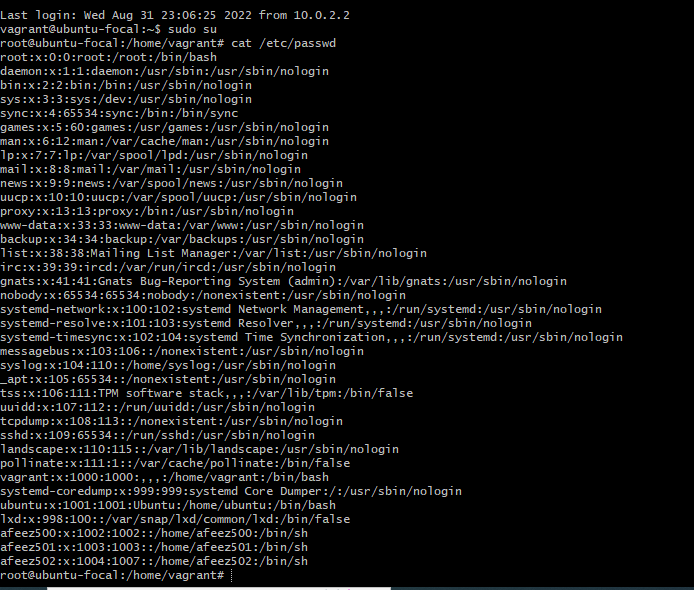 Last login: Wed Aug 31 23:06:25 2022 from 10.0.2.2
vagrant@ubuntu-focal:~$ sudo su
root@ubuntu-focal:/home/vagrant# cat /etc/passwd
root:x:0:0:root:/root:/bin/bash
daemon:x:1:1:daemon:/usr/sbin:/usr/sbin/nologin
bin:x:2:2:bin:/bin:/usr/sbin/nologin
sys:x:3:3:sys:/dev:/usr/sbin/nologin
sync:x:4:65534:sync:/bin:/bin/sync
games:x:5:60:games:/usr/games:/usr/sbin/nologin
man:x:6:12:man:/var/cache/man:/usr/sbin/nologin
lp:x:7:7:lp:/var/spool/lpd:/usr/sbin/nologin
mail:x:8:8:mail:/var/mail:/usr/sbin/nologin
news:x:9:9:news:/var/spool/news:/usr/sbin/nologin
uucp:x:10:10:uucp:/var/spool/uucp:/usr/sbin/nologin
proxy:x:13:13:proxy:/bin:/usr/sbin/nologin
www-data:x:33:33:www-data:/var/www:/usr/sbin/nologin
backup:x:34:34:backup:/var/backups:/usr/sbin/nologin
list:x:38:38:Mailing List Manager:/var/list:/usr/sbin/nologin
irc:x:39:39:ircd:/var/run/ircd:/usr/sbin/nologin
gnats:x:41:41:Gnats Bug-Reporting System (admin):/var/lib/gnats:/usr/sbin/nologin
nobody:x:65534:65534:nobody:/nonexistent:/usr/sbin/nologin
systemd-network:x:100:102:systemd Network Management,,,:/run/systemd:/usr/sbin/nologin
systemd-resolve:x:101:103:systemd Resolver,,,:/run/systemd:/usr/sbin/nologin
systemd-timesync:x:102:104:systemd Time Synchronization,,,:/run/systemd:/usr/sbin/nologin
messagebus:x:103:106::/nonexistent:/usr/sbin/nologin
syslog:x:104:110::/home/syslog:/usr/sbin/nologin
_apt:x:105:65534::/nonexistent:/usr/sbin/nologin
tss:x:106:111:TPM software stack,,,:/var/lib/tpm:/bin/false
uuidd:x:107:112::/run/uuidd:/usr/sbin/nologin
tcpdump:x:108:113::/nonexistent:/usr/sbin/nologin
sshd:x:109:65534::/run/sshd:/usr/sbin/nologin
landscape:x:110:115::/var/lib/landscape:/usr/sbin/nologin
pollinate:x:111:1::/var/cache/pollinate:/bin/false
vagrant:x:1000:1000:,,,:/home/vagrant:/bin/bash
systemd-coredump:x:999:999:systemd Core Dumper:/:/usr/sbin/nologin
ubuntu:x:1001:1001:Ubuntu:/home/ubuntu:/bin/bash
lxd:x:998:100::/var/snap/lxd/common/lxd:/bin/false
afeez500:x:1002:1002::/home/afeez500:/bin/sh
afeez501:x:1003:1003::/home/afeez501:/bin/sh
afeez502:x:1004:1007::/home/afeez502:/bin/sh
root@ubuntu-focal:/home/vagrant#